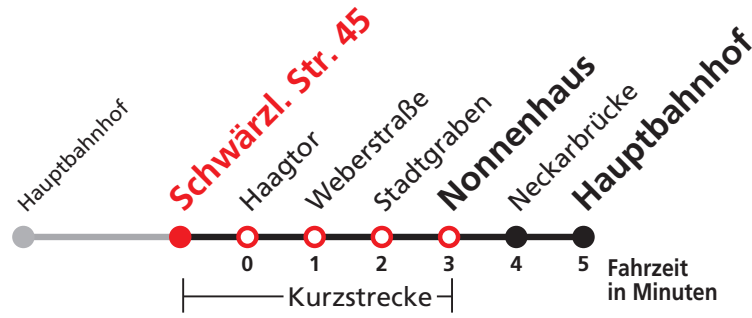 Hauptbahnhof
Schwärzl. Str. 45
Haagtor
Weberstraße
Stadtgraben
Nonnenhaus
Neckarbrücke
Hauptbahnhof
0 1 2 3 4 5 Fahrzeit
in Minuten
Kurzstrecke